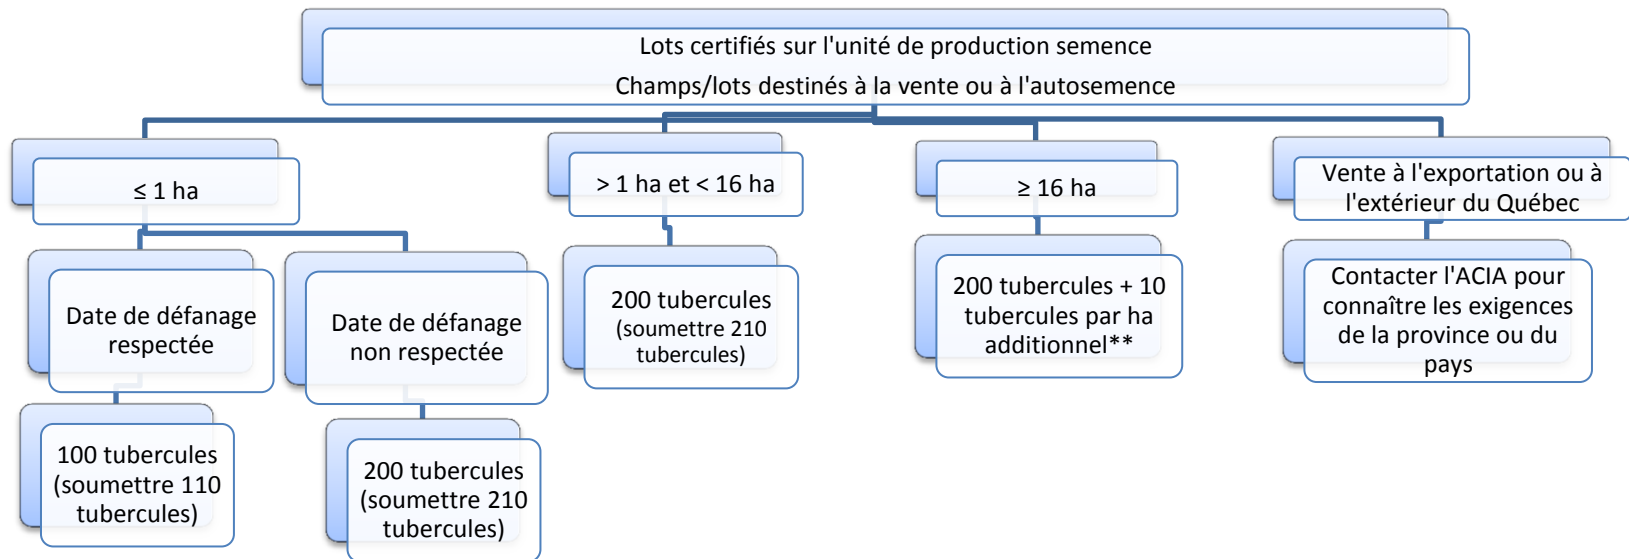 Lots certifiés sur l'unité de production semence
Champs/lots destinés à la vente ou à l'autosemence
≤ 1 ha
> 1 ha et < 16 ha
≥ 16 ha
Vente à l'exportation ou à
l'extérieur du Québec
Date de défanage
respectée
Date de défanage
non respectée
200 tubercules
(soumettre 210
tubercules)
200 tubercules + 10
tubercules par ha
additionnel**
Contacter l'ACIA pour
connaître les exigences
de la province ou du
pays
100 tubercules
(soumettre 110
tubercules)
200 tubercules
(soumettre 210
tubercules)